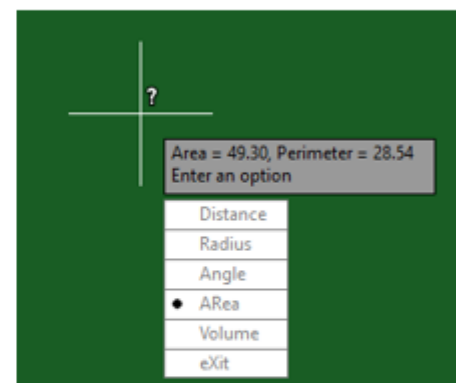 ?
Area = 49.30, Perimeter = 28.54
Enter an option
Distance
Radius
Angle
ARea
Volume
eXit